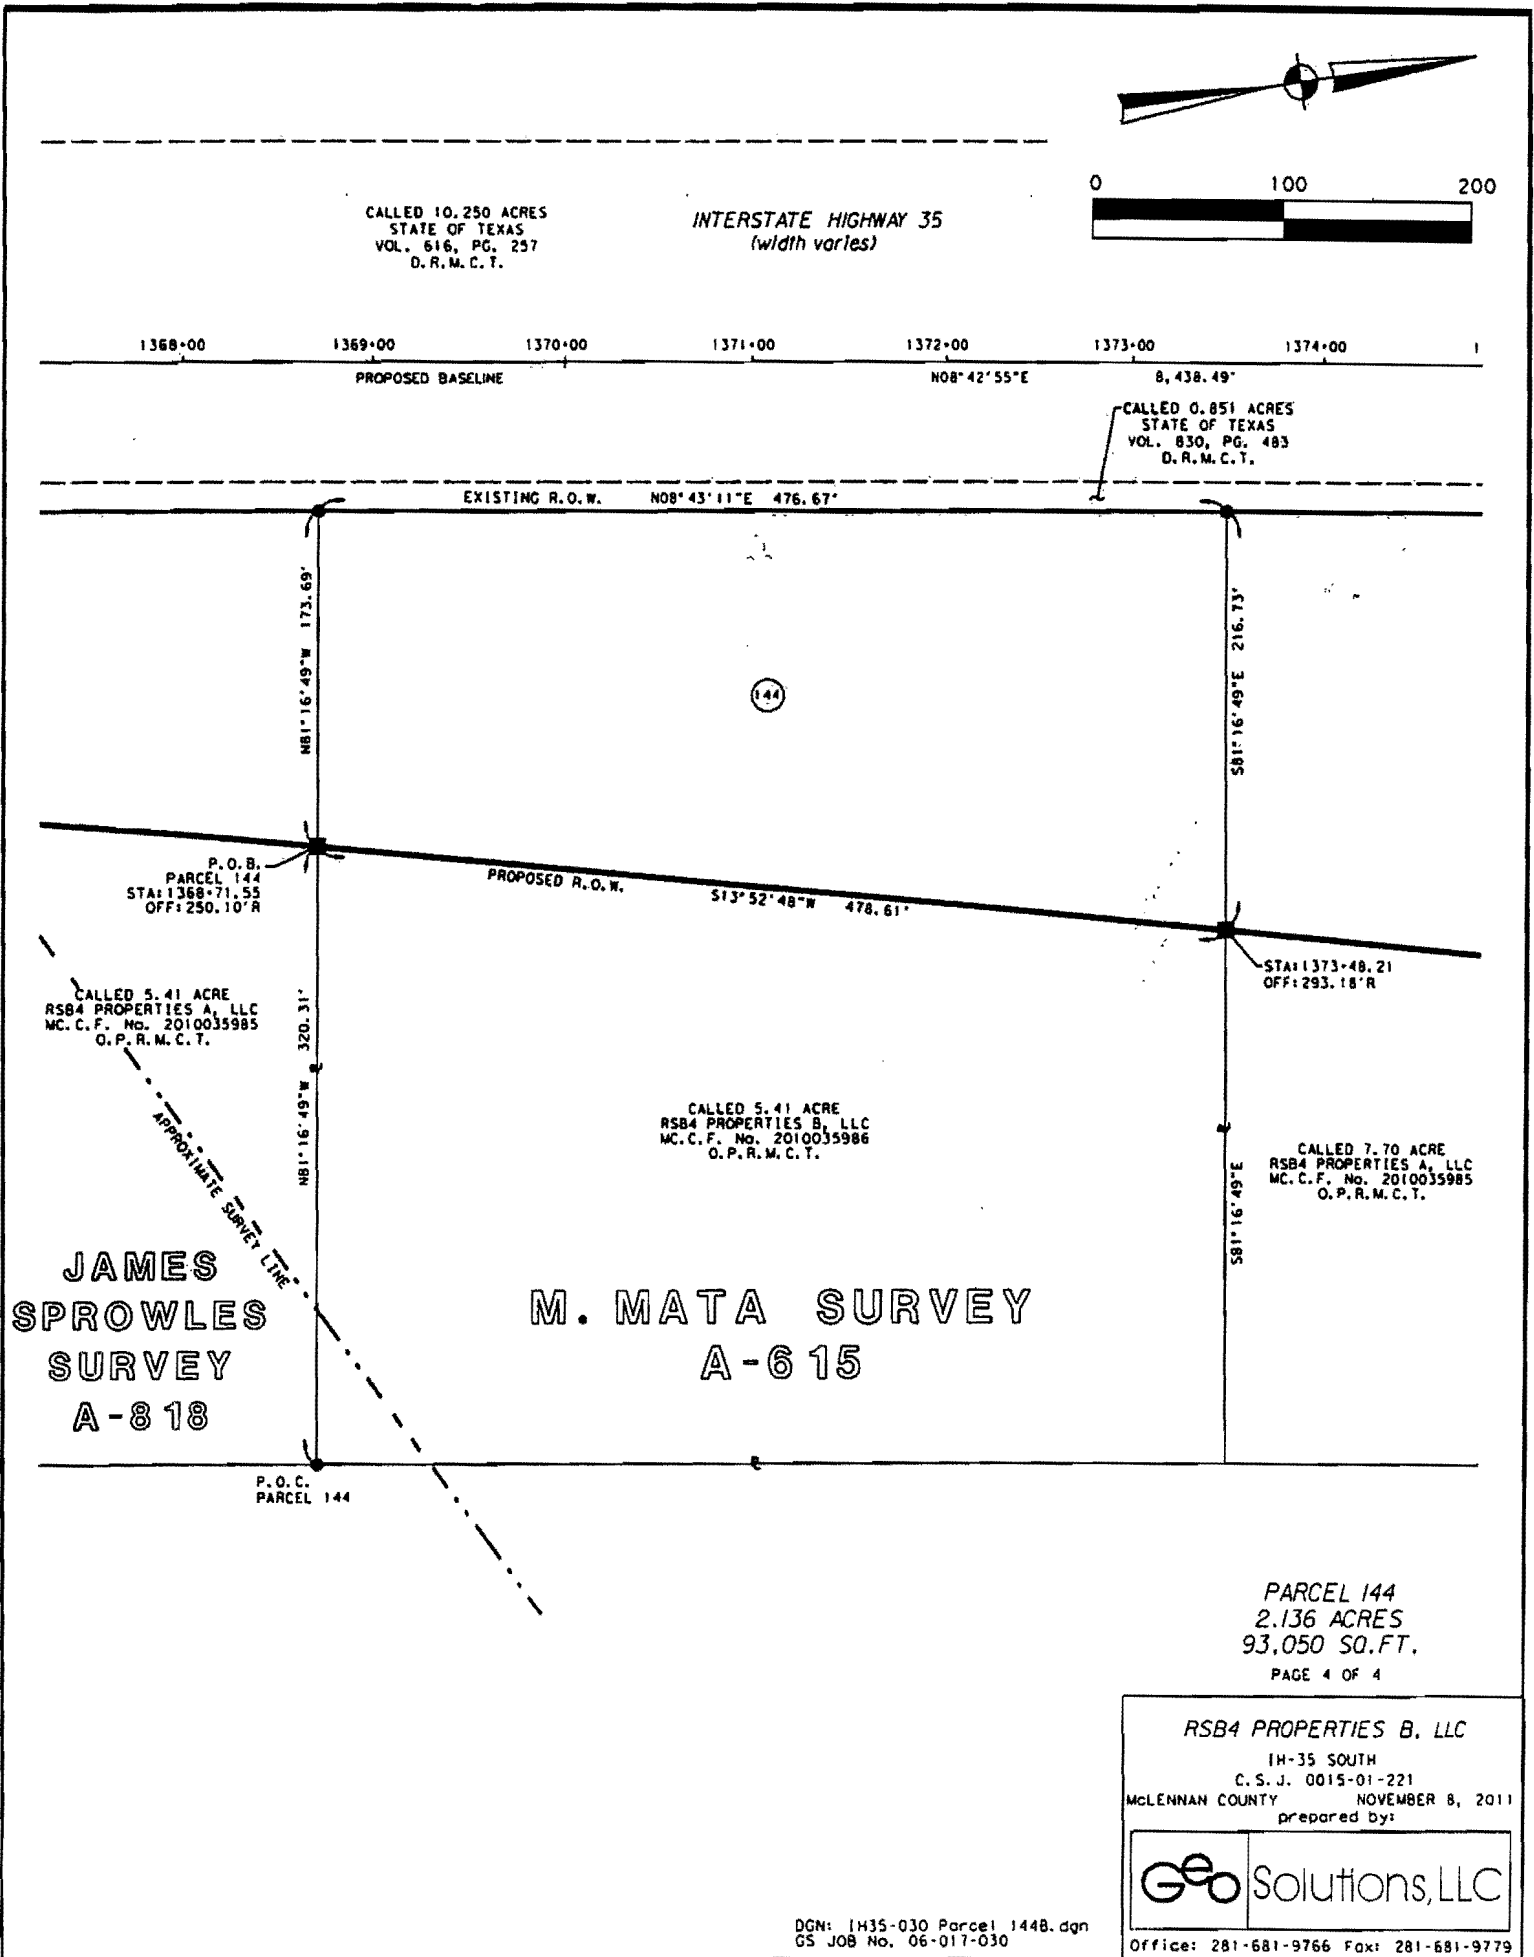 0 100 200
CALLED 10.250 ACRES
STATE OF TEXAS
VOL. 616, PG. 257
D.R.M.C.T.
INTERSTATE HIGHWAY 35
(width varies)
1368+00 1369+00 1370+00 1371+00 1372+00 1373+00 1374+00 1
PROPOSED BASELINE N08°42'55"E 8,438.49'
CALLED 0.851 ACRES
STATE OF TEXAS
VOL. 830, PG. 483
D.R.M.C.T.
EXISTING R.O.W. N08°43'11"E 476.67'
N81°16'49"W 173.69'
S81°16'49"E 216.73'
144
P.O.B.
PARCEL 144
STA:1368+71.55
OFF:250.10'R
PROPOSED R.O.W. S13°52'48"W 478.61'
STA:1373+48.21
OFF:293.18'R
CALLED 5.41 ACRE
RSB4 PROPERTIES A, LLC
MC.C.F. No. 2010035985
O.P.R.M.C.T.
N81°16'49"W 320.31'
APPROXIMATE SURVEY LINE
CALLED 5.41 ACRE
RSB4 PROPERTIES B, LLC
MC.C.F. No. 2010035986
O.P.R.M.C.T.
S81°16'49"E
CALLED 7.70 ACRE
RSB4 PROPERTIES A, LLC
MC.C.F. No. 2010035985
O.P.R.M.C.T.
JAMES
SPROWLES
SURVEY
A-818
M. MATA SURVEY
A-615
P.O.C.
PARCEL 144
PARCEL 144
2.136 ACRES
93,050 SQ.FT.
PAGE 4 OF 4
RSB4 PROPERTIES B, LLC
IH-35 SOUTH
C.S.J. 0015-01-221
McLENNAN COUNTY NOVEMBER 8, 2011
prepared by:
Geo Solutions, LLC
Office: 281-681-9766 Fax: 281-681-9779
DGN: IH35-030 Parcel 144B.dgn
GS JOB No. 06-017-030